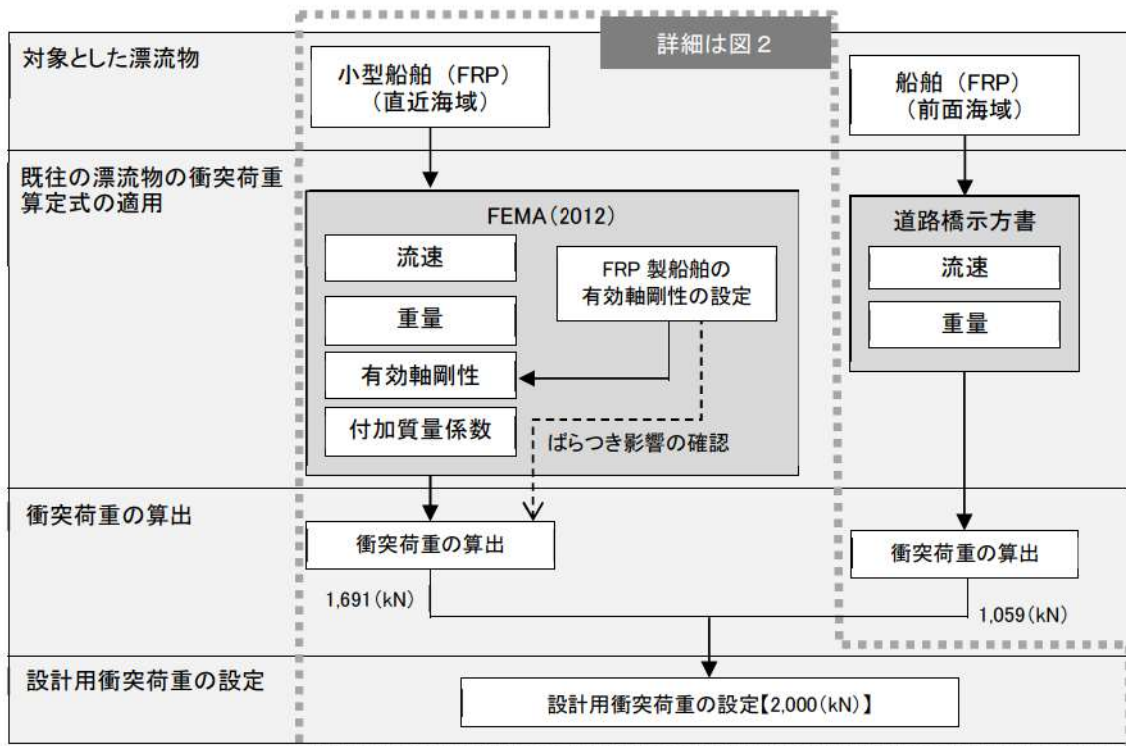 詳細は図2
対象とした漂流物
小型船舶（FRP）
（直近海域）
船舶（FRP）
（前面海域）
既往の漂流物の衝突荷重
算定式の適用
FEMA（2012）
流速
重量
有効軸剛性
付加質量係数
FRP 製船舶の
有効軸剛性の設定
ばらつき影響の確認
道路橋示方書
流速
重量
衝突荷重の算出
衝突荷重の算出
1,691（kN）
衝突荷重の算出
1,059（kN）
設計用衝突荷重の設定
設計用衝突荷重の設定【2,000（kN）】